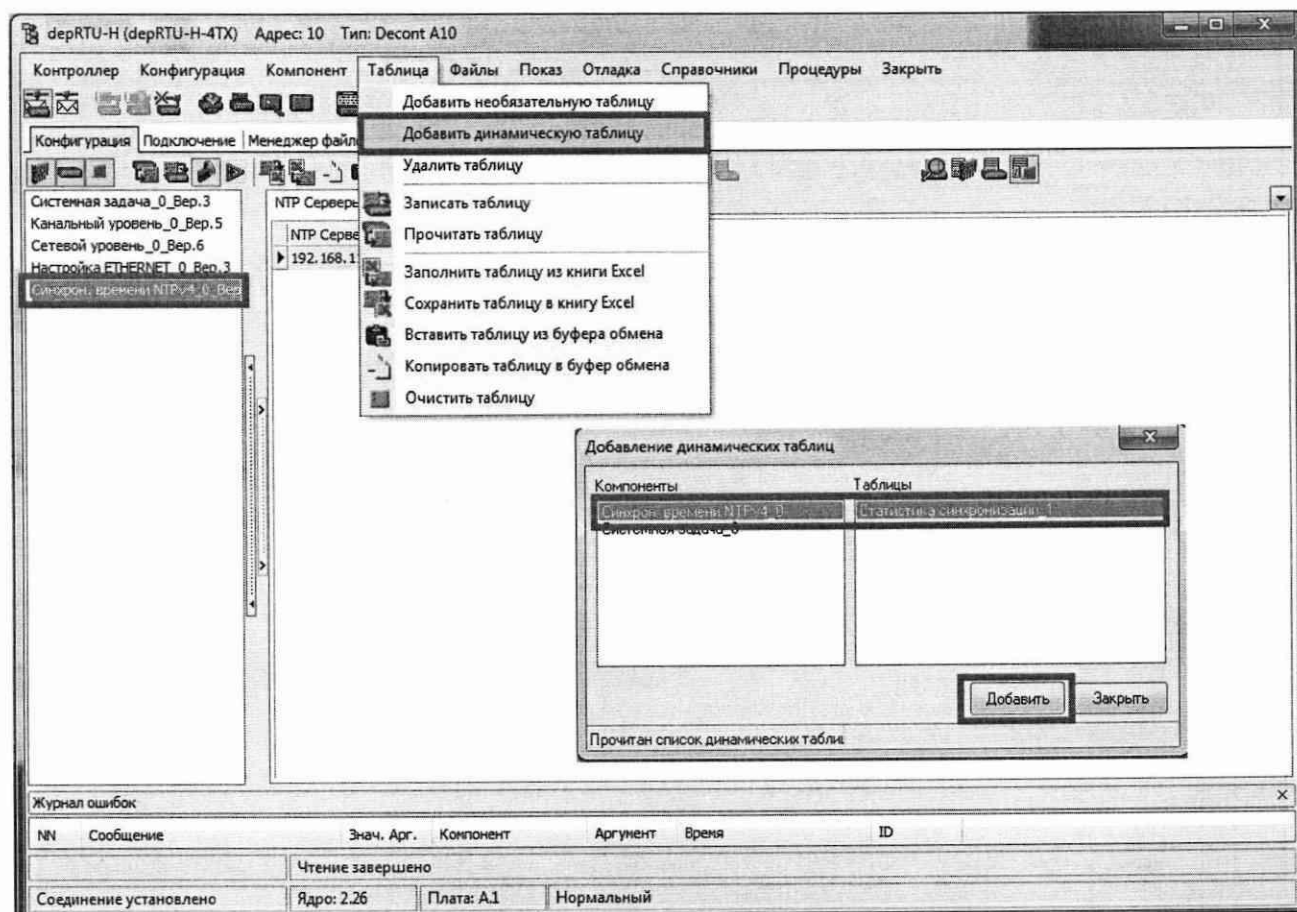 depRTU-H (depRTU-H-4TX) Адрес: 10 Тип: Decont A10
Контроллер Конфигурация Компонент Таблица Файлы Показ Отладка Справочники Процедуры Закрыть
Добавить необязательную таблицу
Добавить динамическую таблицу
Удалить таблицу
Записать таблицу
Прочитать таблицу
Заполнить таблицу из книги Excel
Сохранить таблицу в книгу Excel
Вставить таблицу из буфера обмена
Копировать таблицу в буфер обмена
Очистить таблицу
Конфигурация Подключение Менеджер файло
Системная задача_0_Вер.3
Канальный уровень_0_Вер.5
Сетевой уровень_0_Вер.6
Настройка ETHERNET_0_Вер.3
Синхрон. времени NTPv4_0_Вер
NTP Серверы
NTP Серве
192.168.1
Добавление динамических таблиц
Компоненты Таблицы
Синхрон. времени NTPv4_0 Статистика синхронизации_1
Системная задача_0
Добавить Закрыть
Прочитан список динамических таблиц
Журнал ошибок
NN Сообщение Знач. Арг. Компонент Аргумент Время ID
Чтение завершено
Соединение установлено Ядро: 2.26 Плата: A.1 Нормальный